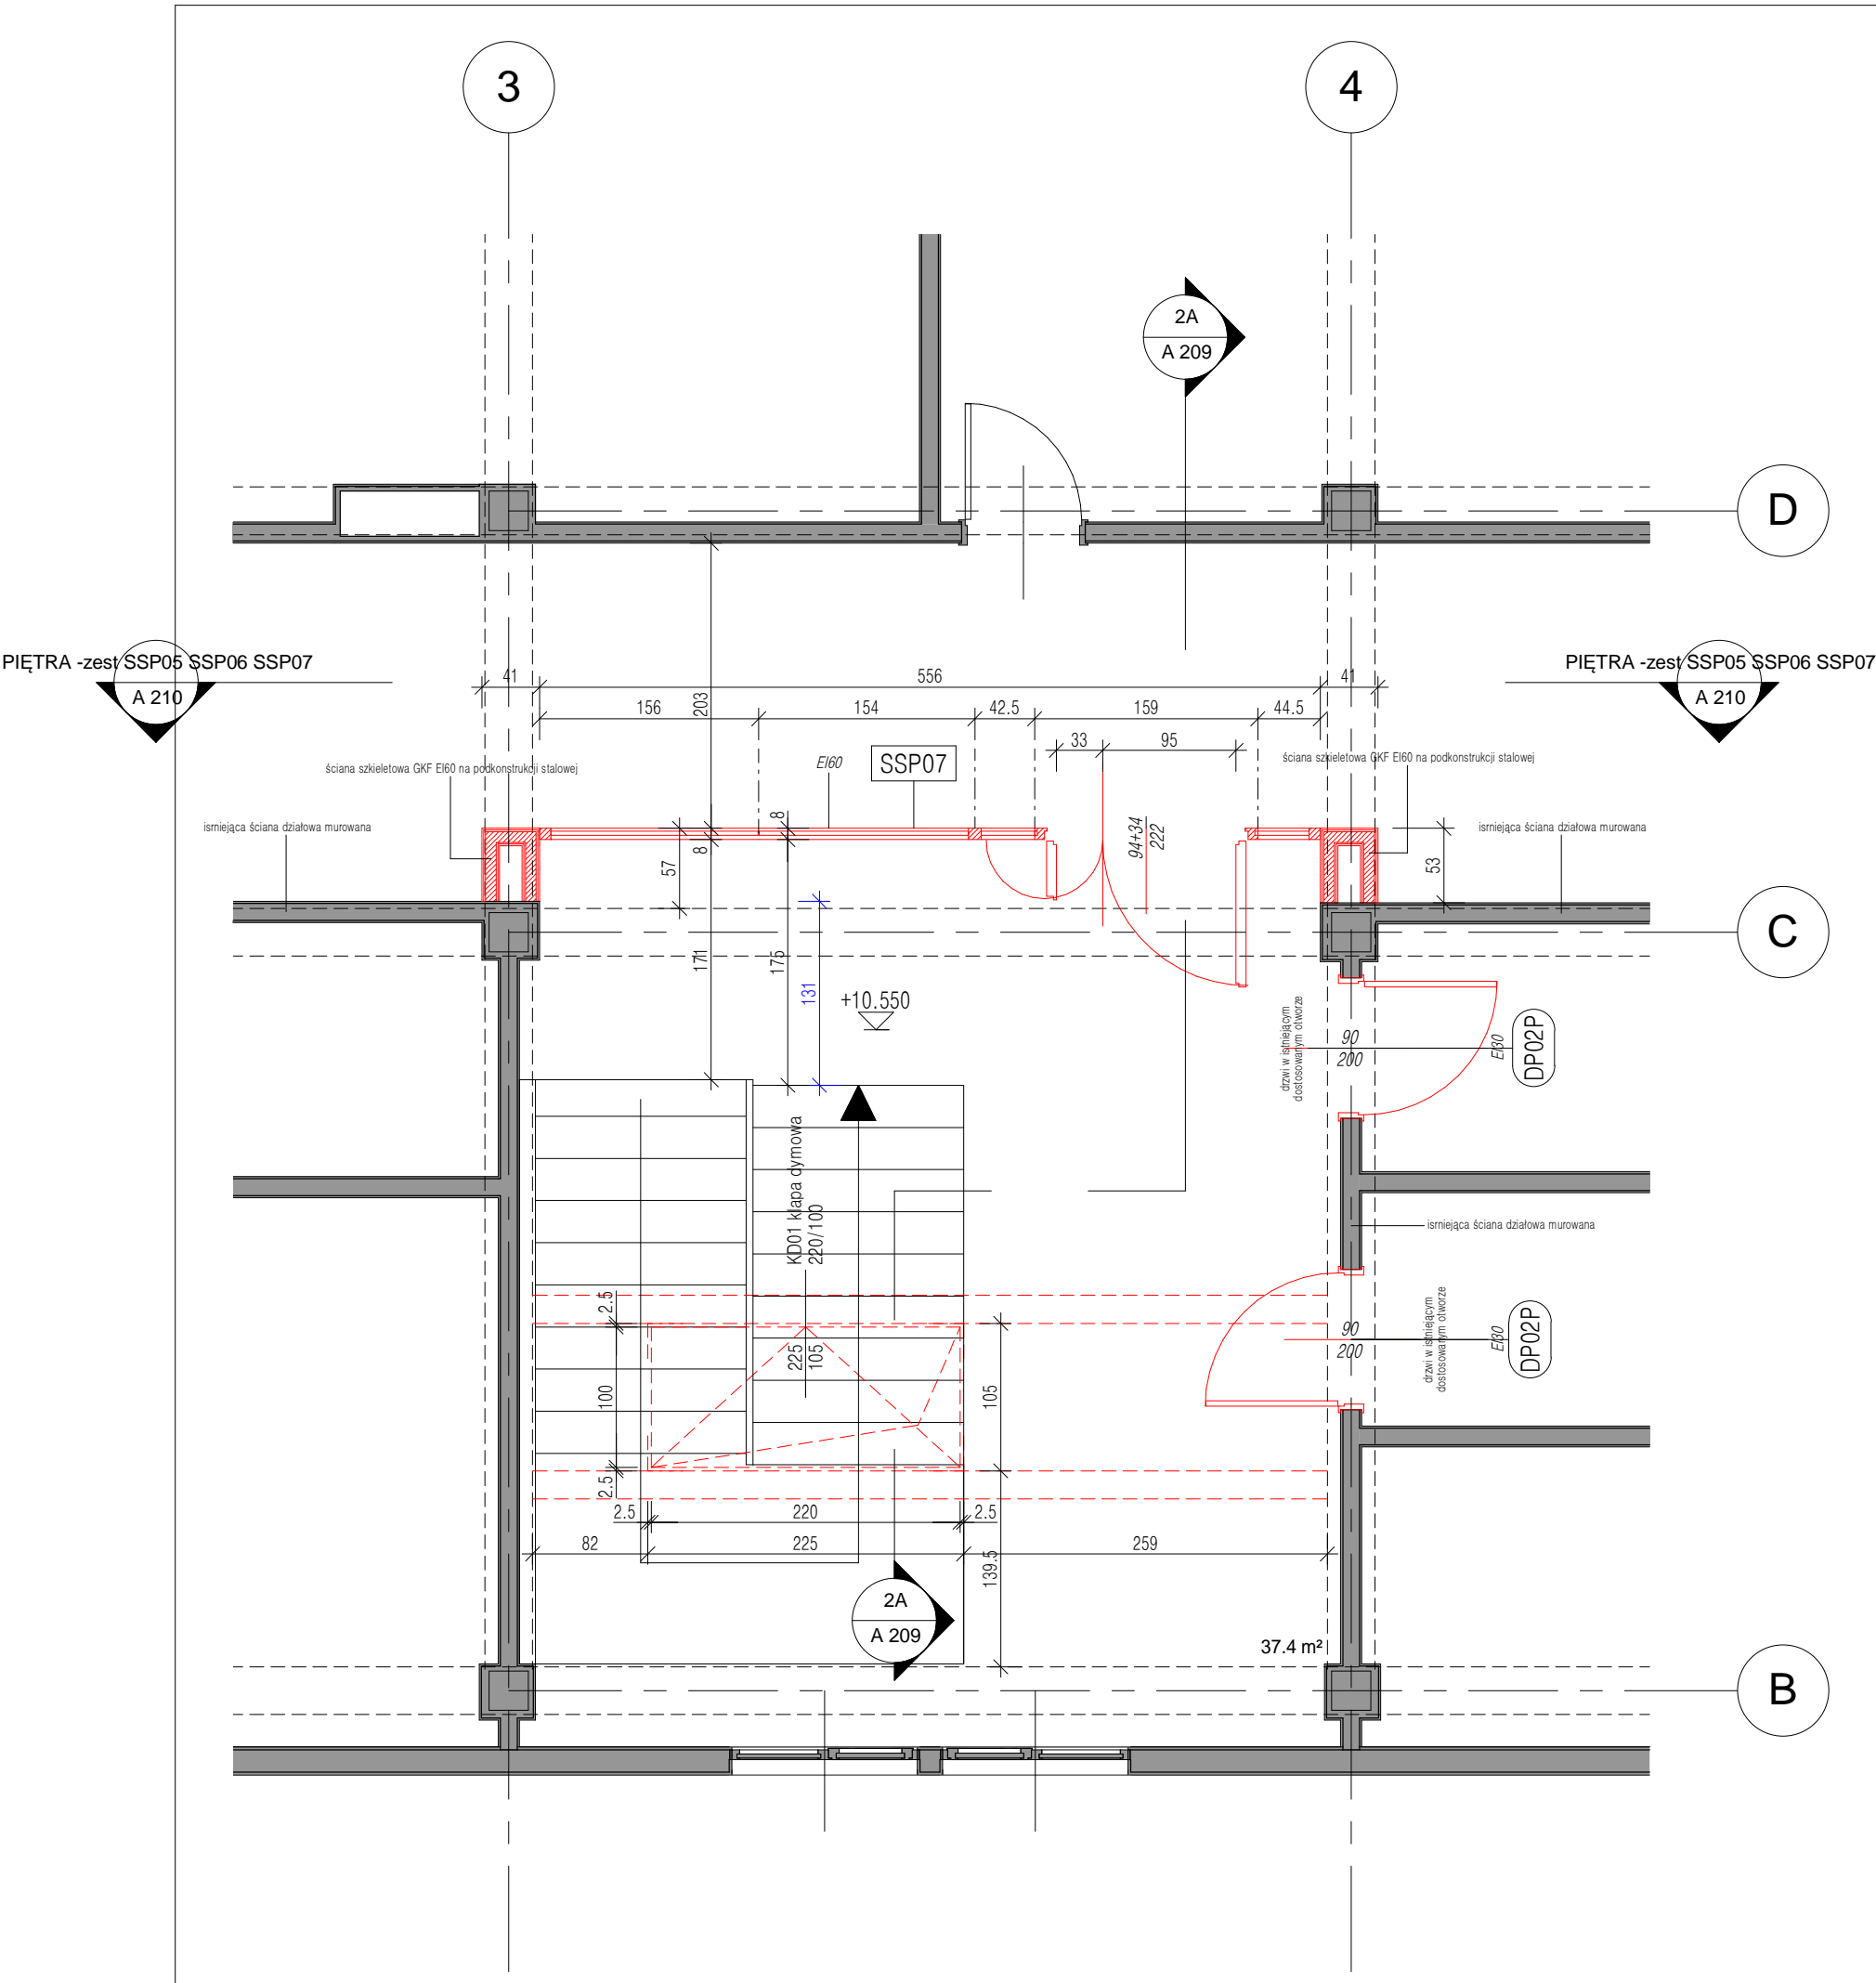 3
4
2A
A 209
D
PIĘTRA -zest SSP05 SSP06 SSP07
A 210
PIĘTRA -zest SSP05 SSP06 SSP07
A 210
41
556
41
203
156
154
42.5
159
44.5
33
95
EI60
SSP07
ściana szkieletowa GKF EI60 na podkonstrukcji stalowej
ściana szkieletowa GKF EI60 na podkonstrukcji stalowej
isrniejąca ściana działowa murowana
isrniejąca ściana działowa murowana
8
8
57
94+34
222
53
C
171
175
131
+10.550
drzwi w istniejącym
dostosowanym otworze
90
200
EI30
DP02P
KD01 klapa dymowa
220/100
isrniejąca ściana działowa murowana
2.5
225
105
100
105
drzwi w istniejącym
dostosowanym otworze
90
200
EI30
DP02P
2.5
2.5
220
2.5
82
225
259
139.5
2A
A 209
37.4 m²
B